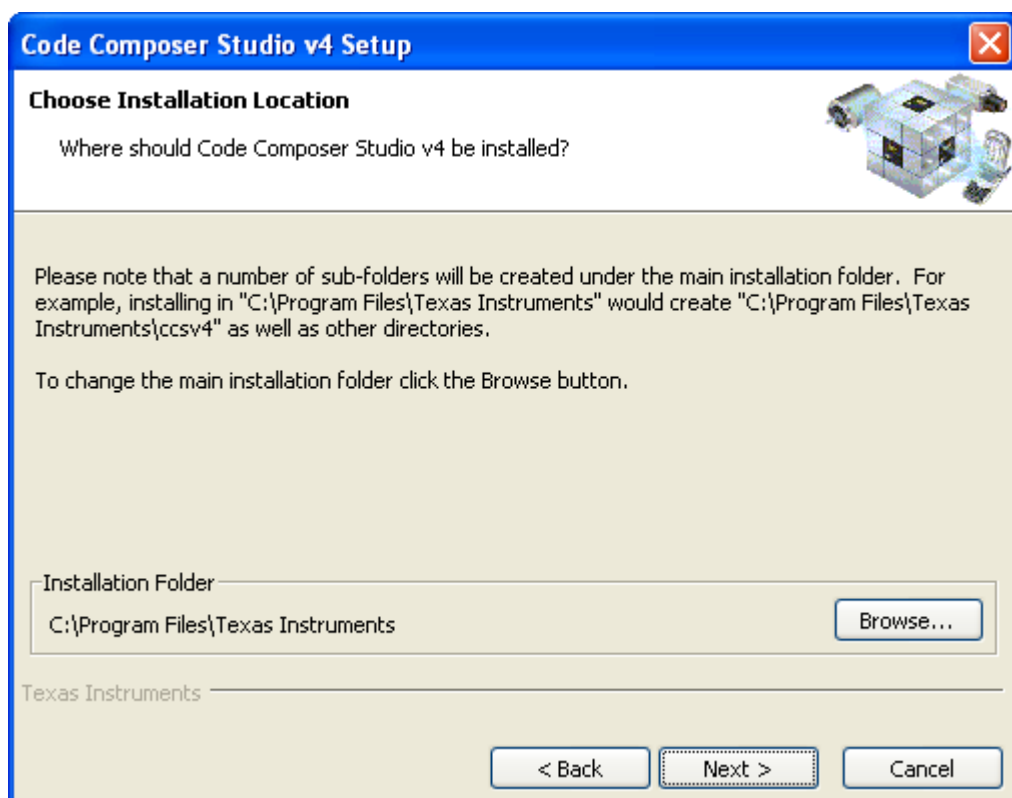 Code Composer Studio v4 Setup
Choose Installation Location
Where should Code Composer Studio v4 be installed?
Please note that a number of sub-folders will be created under the main installation folder.  For
example, installing in "C:\Program Files\Texas Instruments" would create "C:\Program Files\Texas
Instruments\ccsv4" as well as other directories.
To change the main installation folder click the Browse button.
Installation Folder
C:\Program Files\Texas Instruments
Browse...
Texas Instruments
< Back
Next >
Cancel